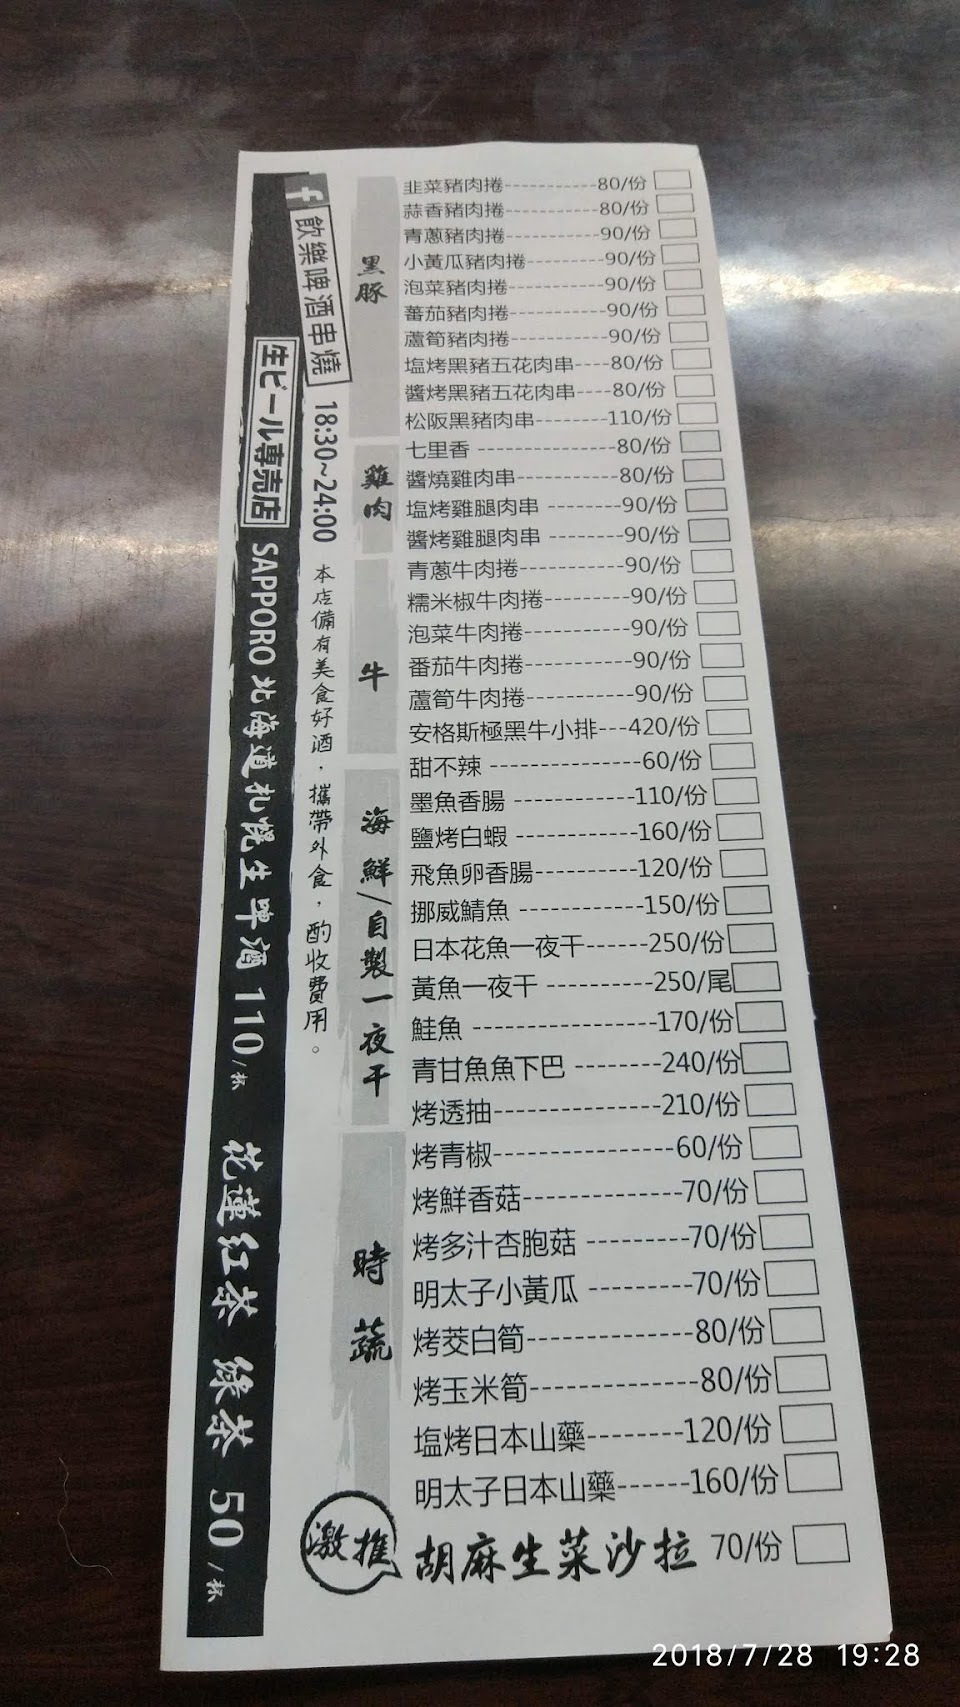 生ビール専売店 SAPPORO 北海道札幌生啤酒 110/杯 花蓮紅茶 綠茶 50/杯
f 飲樂啤酒串燒 18:30~24:00 本店備有美食好酒，攜帶外食，酌收費用。
黑豚
韭菜豬肉捲-----------80/份
蒜香豬肉捲-----------80/份
青蔥豬肉捲-----------90/份
小黃瓜豬肉捲---------90/份
泡菜豬肉捲-----------90/份
蕃茄豬肉捲-----------90/份
蘆筍豬肉捲-----------90/份
塩烤黑豬五花肉串----80/份
醬烤黑豬五花肉串----80/份
松阪黑豬肉串-------110/份
雞肉
七里香 ---------------80/份
醬燒雞肉串-----------80/份
塩烤雞腿肉串 --------90/份
醬烤雞腿肉串 --------90/份
牛
青蔥牛肉捲-----------90/份
糯米椒牛肉捲---------90/份
泡菜牛肉捲-----------90/份
番茄牛肉捲-----------90/份
蘆筍牛肉捲-----------90/份
安格斯極黑牛小排---420/份
海鮮/自製一夜干
甜不辣 ---------------60/份
墨魚香腸 -----------110/份
鹽烤白蝦 -----------160/份
飛魚卵香腸---------120/份
挪威鯖魚 -----------150/份
日本花魚一夜干------250/份
黃魚一夜干 ---------250/尾
鮭魚 ----------------170/份
青甘魚魚下巴 -------240/份
烤透抽---------------210/份
時蔬
烤青椒----------------60/份
烤鮮香菇--------------70/份
烤多汁杏胞菇 ---------70/份
明太子小黃瓜 ---------70/份
烤茭白筍--------------80/份
烤玉米筍--------------80/份
塩烤日本山藥-------120/份
明太子日本山藥------160/份
激推 胡麻生菜沙拉 70/份
2018/7/28 19:28